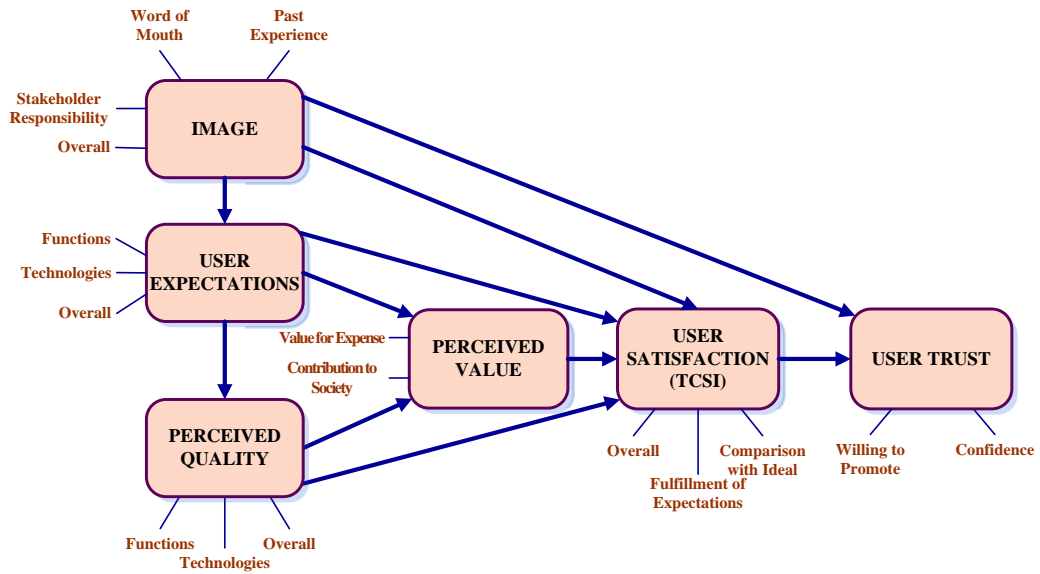 Word of
Mouth
Past
Experience
Stakeholder
Responsibility
Overall
IMAGE
Functions
Technologies
Overall
USER
EXPECTATIONS
Value for Expense
Contribution to
Society
PERCEIVED
VALUE
USER
SATISFACTION
(TCSI)
USER TRUST
PERCEIVED
QUALITY
Overall
Fulfillment of
Expectations
Comparison
with Ideal
Willing to
Promote
Confidence
Functions
Technologies
Overall